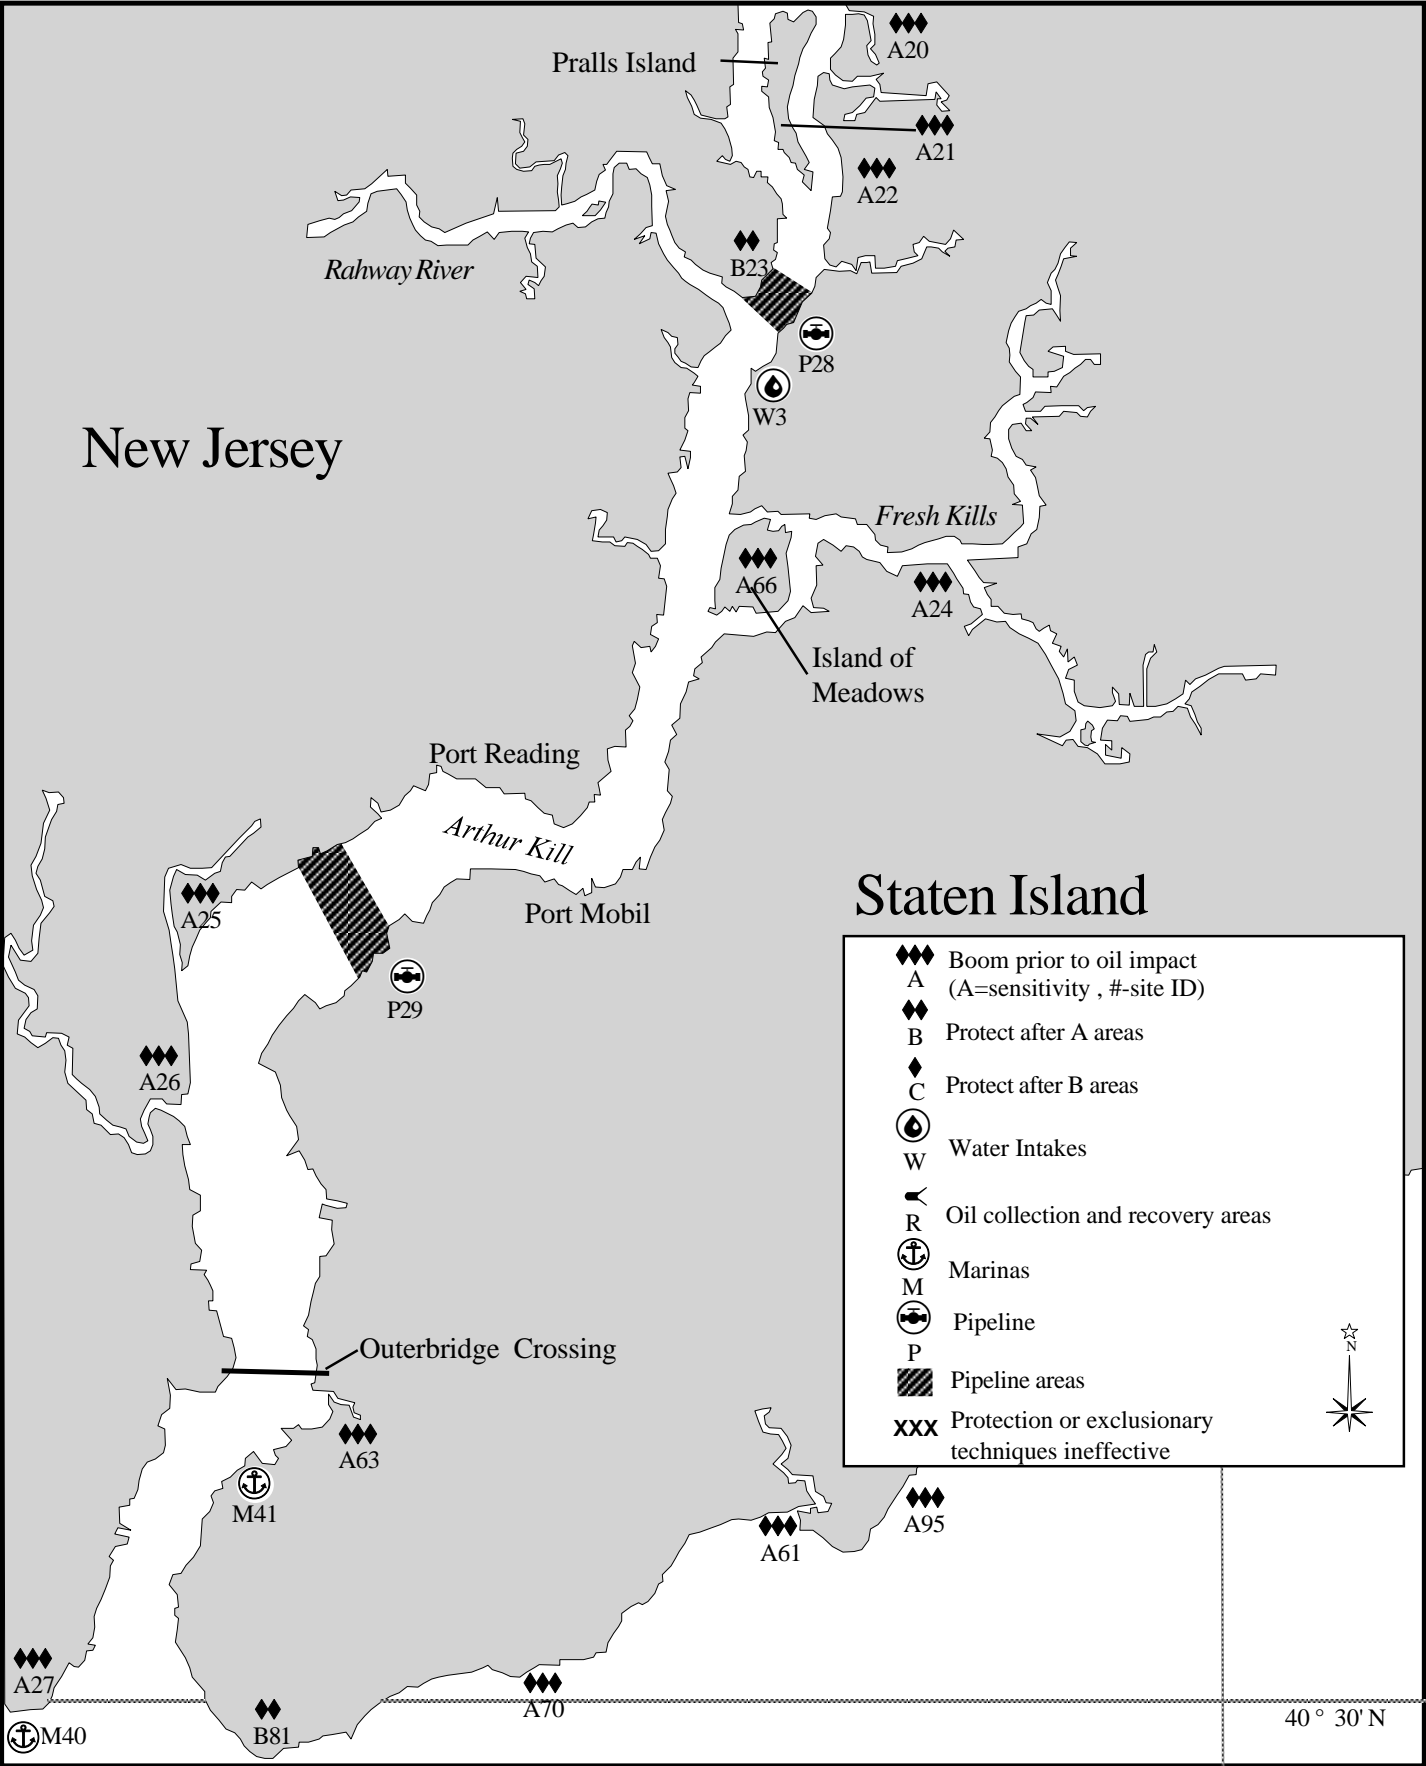 A20
Pralls Island
A21
A22
B23
Rahway River
P28
W3
New Jersey
Fresh Kills
A66
A24
Island of
Meadows
Port Reading
Arthur Kill
Staten Island
A25
Port Mobil
P29
A26
A
Boom prior to oil impact
(A=sensitivity , #-site ID)
B
Protect after A areas
C
Protect after B areas
W
Water Intakes
R
Oil collection and recovery areas
M
Marinas
P
Pipeline
Pipeline areas
XXX
Protection or exclusionary
techniques ineffective
N
Outerbridge Crossing
A63
M41
A95
A61
A27
A70
M40
B81
40 ° 30' N